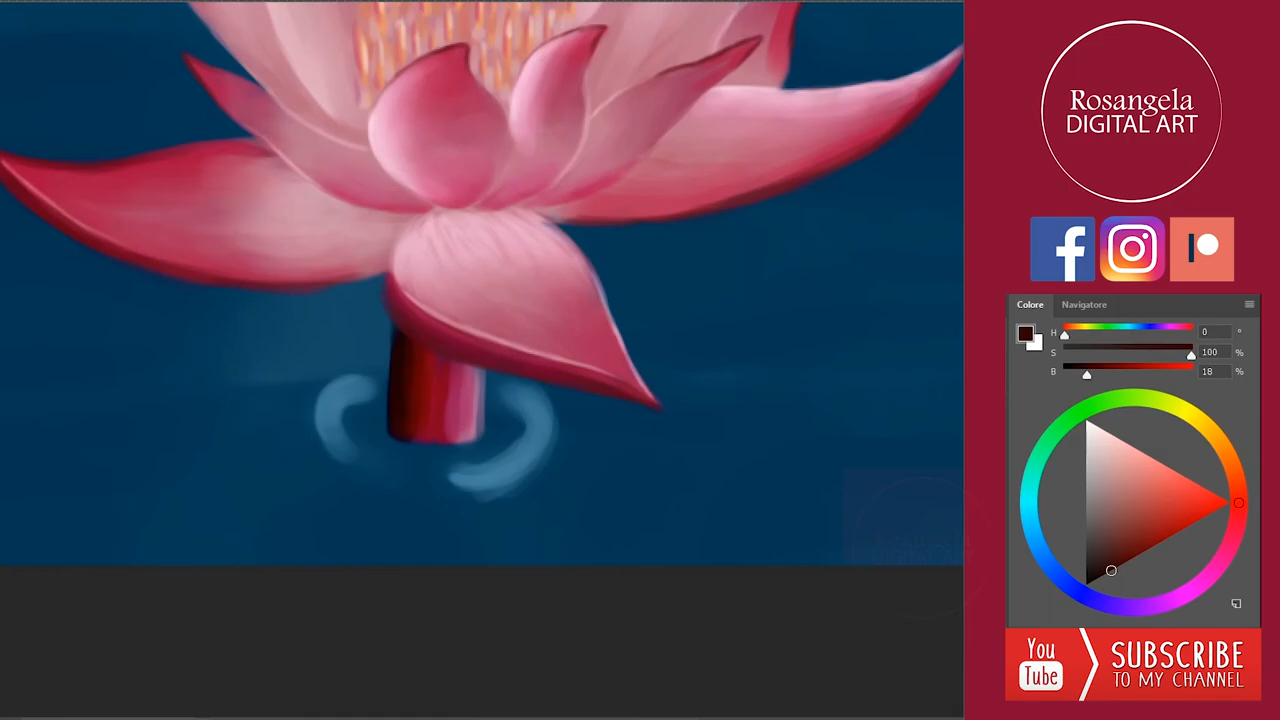 Rosangela
DIGITAL ART
Colore
Navigatore
H 0 °
S 100 %
B 18 %
You
Tube
SUBSCRIBE
TO MY CHANNEL